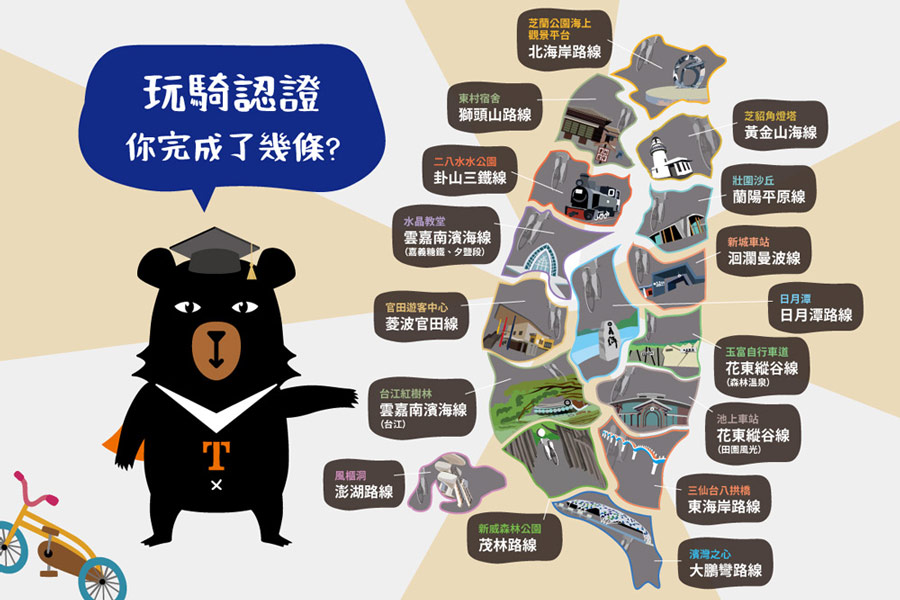 玩騎認證
你完成了幾條?
芝蘭公園海上
觀景平台
北海岸路線
東村宿舍
獅頭山路線
二八水水公園
卦山三鐵線
水晶教堂
雲嘉南濱海線
(嘉義糖鐵、夕鹽段)
官田遊客中心
菱波官田線
台江紅樹林
雲嘉南濱海線
(台江)
風櫃洞
澎湖路線
新威森林公園
茂林路線
芝貂角燈塔
黃金山海線
壯圍沙丘
蘭陽平原線
新城車站
洄瀾曼波線
日月潭
日月潭路線
玉富自行車道
花東縱谷線
(森林溫泉)
池上車站
花東縱谷線
(田園風光)
三仙台八拱橋
東海岸路線
濱灣之心
大鵬彎路線
T